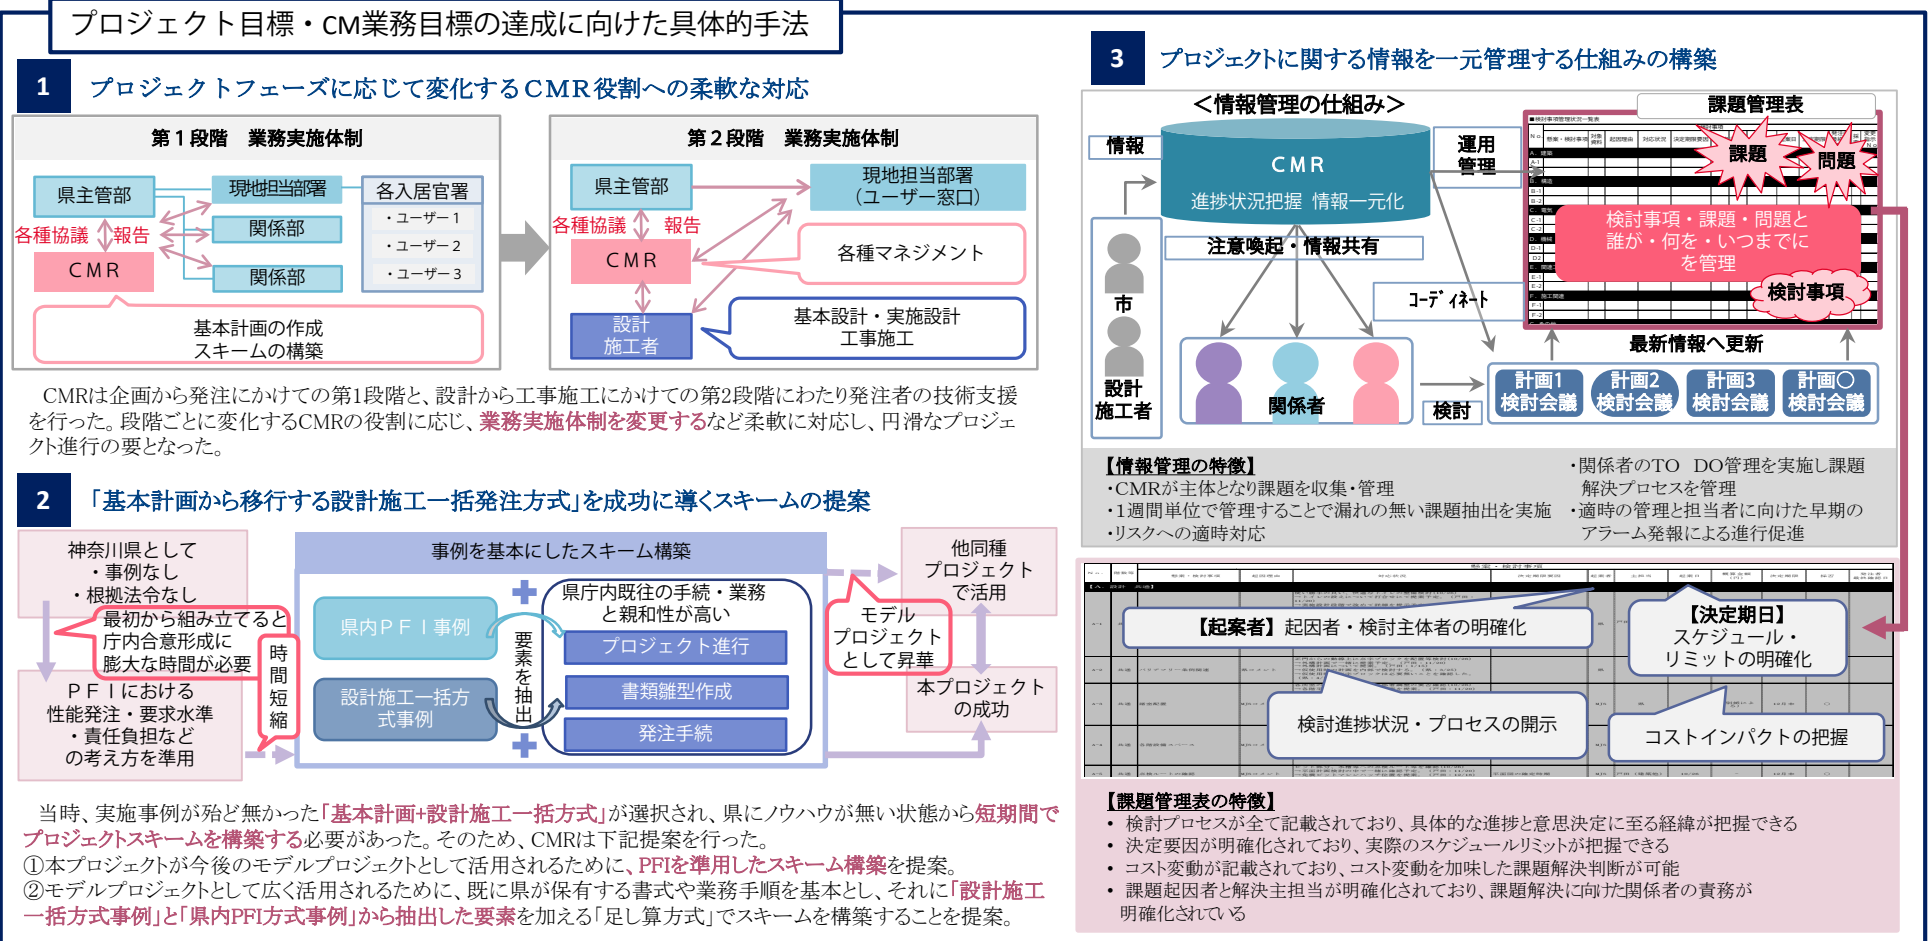 プロジェクト目標・CM業務目標の達成に向けた具体的手法
1 プロジェクトフェーズに応じて変化するCMR役割への柔軟な対応
第1段階 業務実施体制
県主管部
現地担当部署
関係部
関係部
各入居官署
・ユーザー1
・ユーザー2
・ユーザー3
各種協議
報告
CMR
基本計画の作成
スキームの構築
第2段階 業務実施体制
県主管部
現地担当部署
(ユーザー窓口)
各種協議
報告
CMR
各種マネジメント
設計
施工者
基本設計・実施設計
工事施工
CMRは企画から発注にかけての第1段階と、設計から工事施工にかけての第2段階にわたり発注者の技術支援
を行った。段階ごとに変化するCMRの役割に応じ、業務実施体制を変更するなど柔軟に対応し、円滑なプロジェ
クト進行の要となった。
2 「基本計画から移行する設計施工一括発注方式」を成功に導くスキームの提案
神奈川県として
・事例なし
・根拠法令なし
最初から組み立てると
庁内合意形成に
膨大な時間が必要
時間短縮
PFIにおける
性能発注・要求水準
・責任負担など
の考え方を準用
事例を基本にしたスキーム構築
県内PFI事例
設計施工一括方
式事例
要素を抽出
県庁内既往の手続・業務
と親和性が高い
プロジェクト進行
書類雛型作成
発注手続
他同種
プロジェクト
で活用
モデル
プロジェクト
として昇華
本プロジェクト
の成功
当時、実施事例が殆ど無かった「基本計画+設計施工一括方式」が選択され、県にノウハウが無い状態から短期間で
プロジェクトスキームを構築する必要があった。そのため、CMRは下記提案を行った。
①本プロジェクトが今後のモデルプロジェクトとして活用されるために、PFIを準用したスキーム構築を提案。
②モデルプロジェクトとして広く活用されるために、既に県が保有する書式や業務手順を基本とし、それに「設計施工
一括方式事例」と「県内PFI方式事例」から抽出した要素を加える「足し算方式」でスキームを構築することを提案。
3 プロジェクトに関する情報を一元管理する仕組みの構築
<情報管理の仕組み>
情報
CMR
進捗状況把握 情報一元化
運用
管理
注意喚起・情報共有
市
設計
施工者
関係者
コーディネート
検討
課題管理表
■検討事項管理状況一覧表
課題
問題
検討事項・課題・問題と
誰が・何を・いつまでに
を管理
検討事項
最新情報へ更新
計画1
検討会議
計画2
検討会議
計画3
検討会議
計画〇
検討会議
【情報管理の特徴】
・CMRが主体となり課題を収集・管理
・1週間単位で管理することで漏れの無い課題抽出を実施
・リスクへの適時対応
・関係者のTO DO管理を実施し課題
解決プロセスを管理
・適時の管理と担当者に向けた早期の
アラーム発報による進行促進
懸案・検討事項
【起案者】起因者・検討主体者の明確化
【決定期日】
スケジュール・
リミットの明確化
検討進捗状況・プロセスの開示
コストインパクトの把握
【課題管理表の特徴】
• 検討プロセスが全て記載されており、具体的な進捗と意思決定に至る経緯が把握できる
• 決定要因が明確化されており、実際のスケジュールリミットが把握できる
• コスト変動が記載されており、コスト変動を加味した課題解決判断が可能
• 課題起因者と解決主担当が明確化されており、課題解決に向けた関係者の責務が
明確化されている